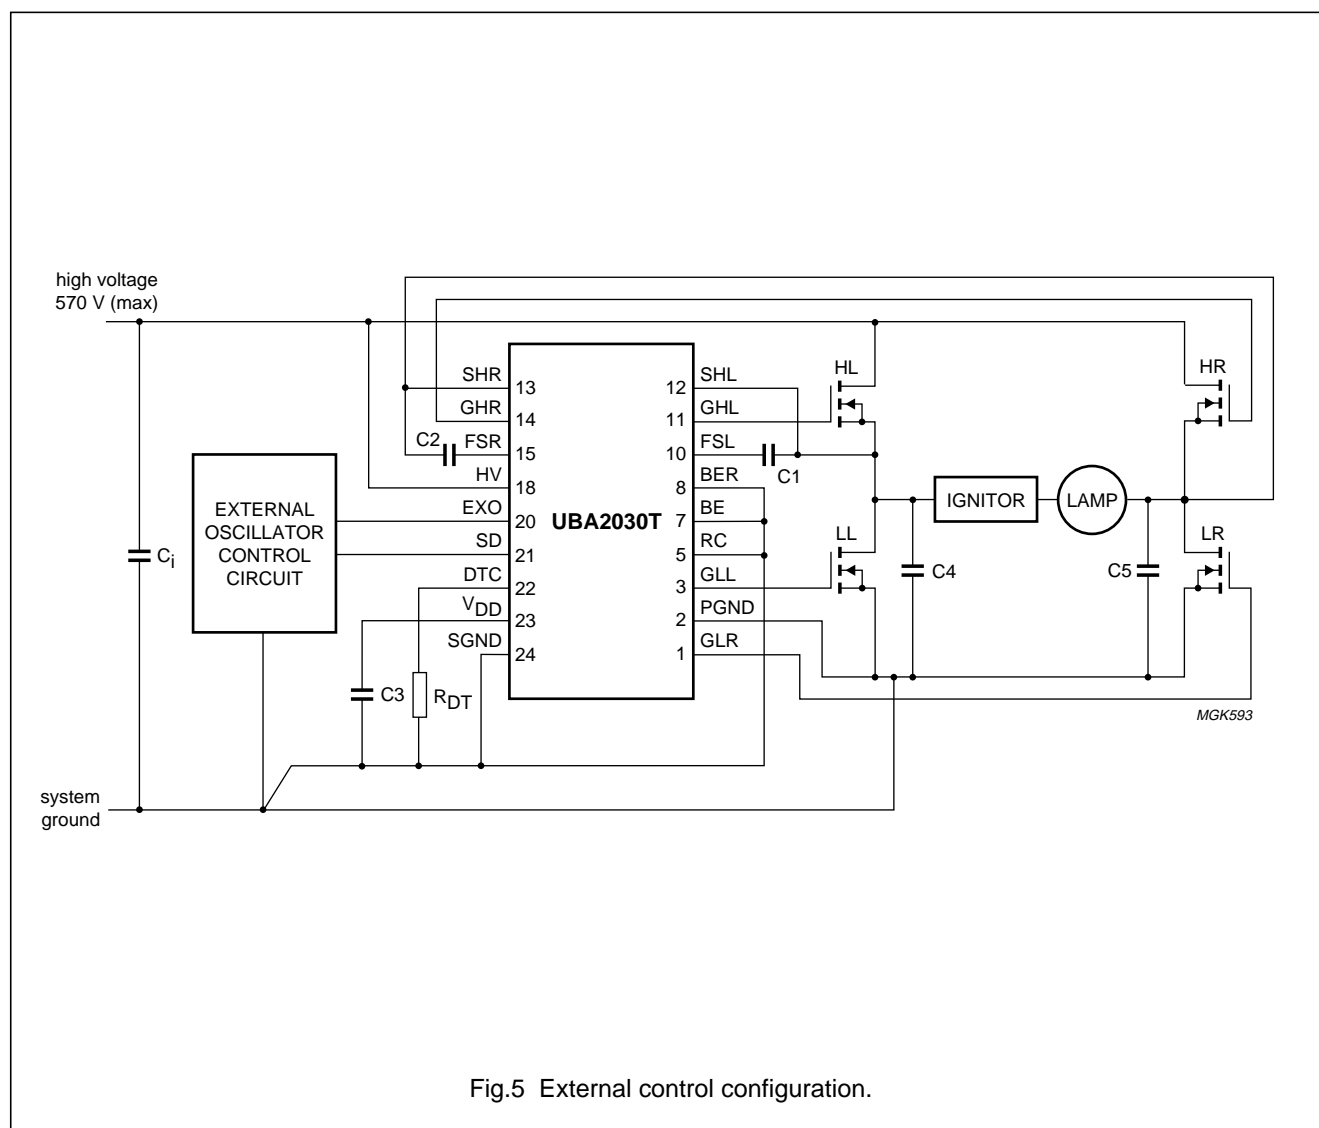 high voltage
570 V (max)
SHR
13
GHR
14
C2
FSR
15
HV
18
EXO
20
SD
21
DTC
22
VDD
23
SGND
24
UBA2030T
12
SHL
11
GHL
10
FSL
C1
8
BER
7
BE
5
RC
3
GLL
2
PGND
1
GLR
HL
HR
LL
LR
IGNITOR
LAMP
C4
C5
EXTERNAL
OSCILLATOR
CONTROL
CIRCUIT
Ci
C3
RDT
MGK593
system
ground
Fig.5 External control configuration.